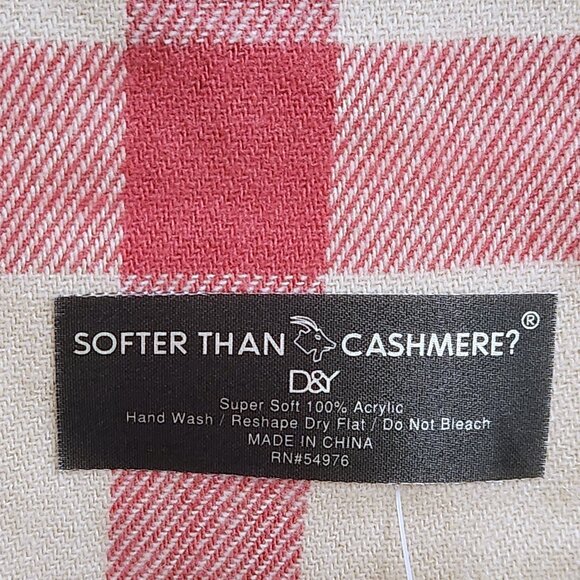 SOFTER THAN CASHMERE?®
D&Y
Super Soft 100% Acrylic
Hand Wash / Reshape Dry Flat / Do Not Bleach
MADE IN CHINA
RN#54976